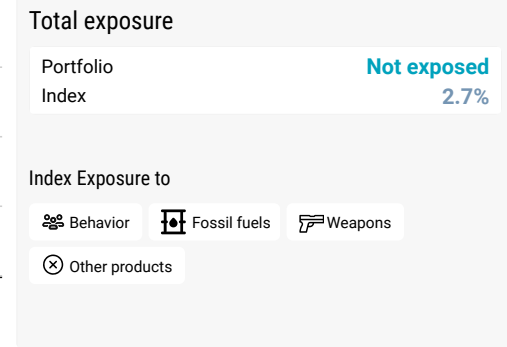 Total exposure
Portfolio Not exposed
Index 2.7%
Index Exposure to
Behavior Fossil fuels Weapons
Other products